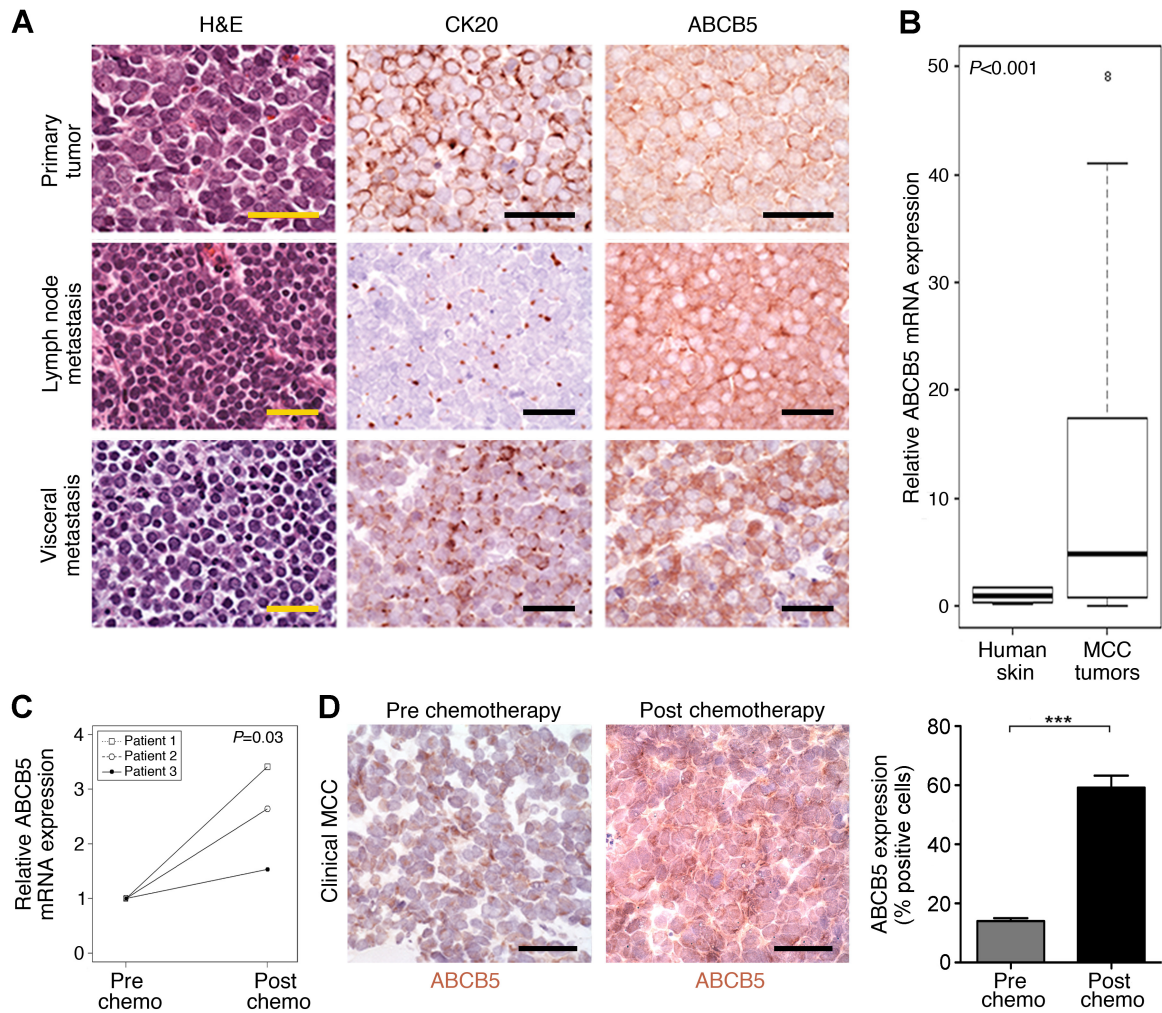 A
H&E
CK20
ABCB5
Primary
tumor
Lymph node
metastasis
Visceral
metastasis
B
Relative ABCB5 mRNA expression
50
40
30
20
10
0
P<0.001
Human
skin
MCC
tumors
C
Relative ABCB5
mRNA expression
4
3
2
1
0
Patient 1
Patient 2
Patient 3
P=0.03
Pre
chemo
Post
chemo
D
Pre chemotherapy
Post chemotherapy
Clinical MCC
ABCB5
ABCB5
ABCB5 expression
(% positive cells)
80
60
40
20
0
***
Pre
chemo
Post
chemo